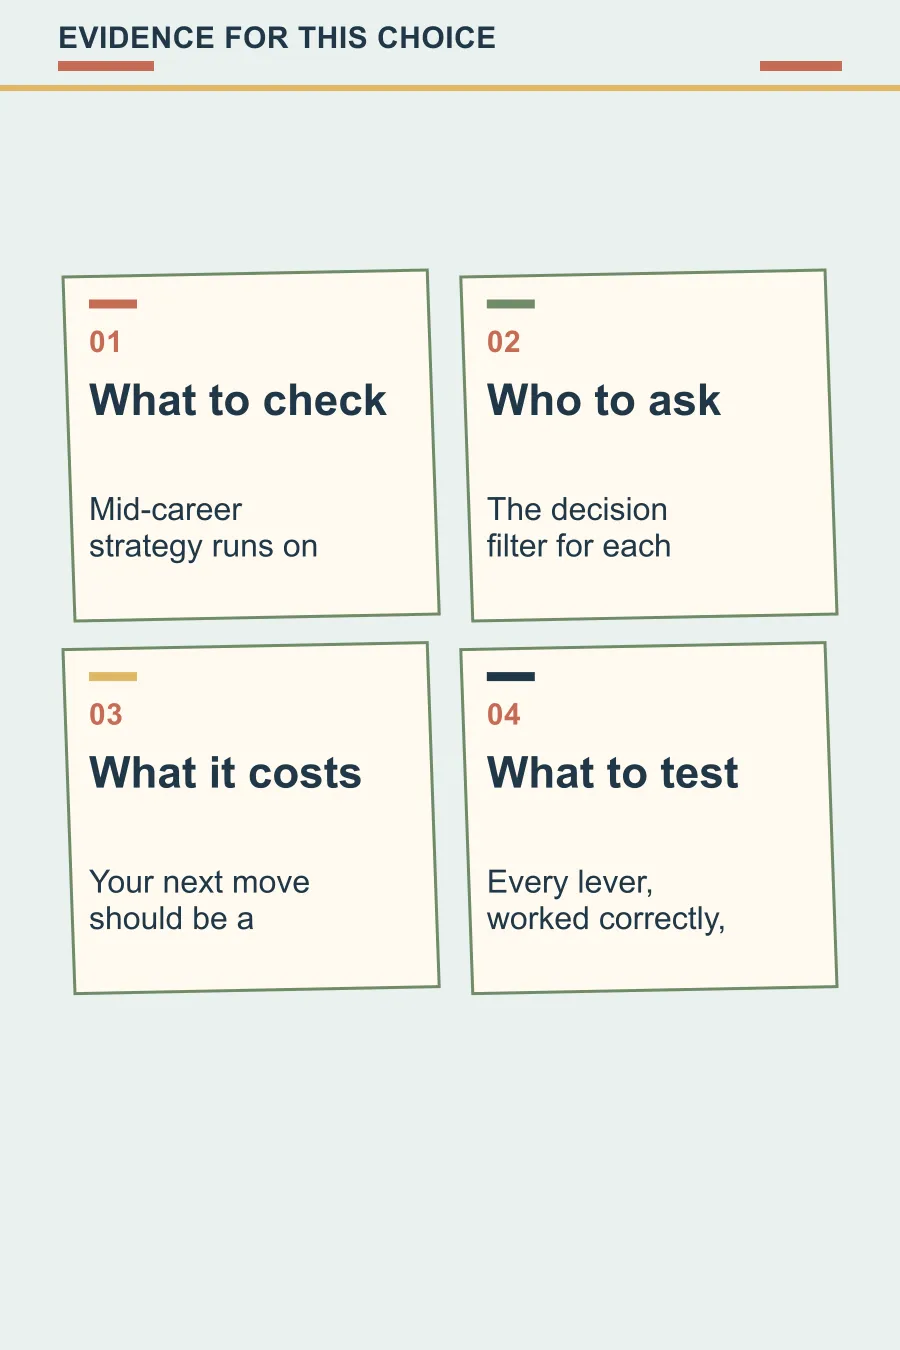 EVIDENCE FOR THIS CHOICE
01
What to check
Mid-career
strategy runs on
02
Who to ask
The decision
filter for each
03
What it costs
Your next move
should be a
04
What to test
Every lever,
worked correctly,